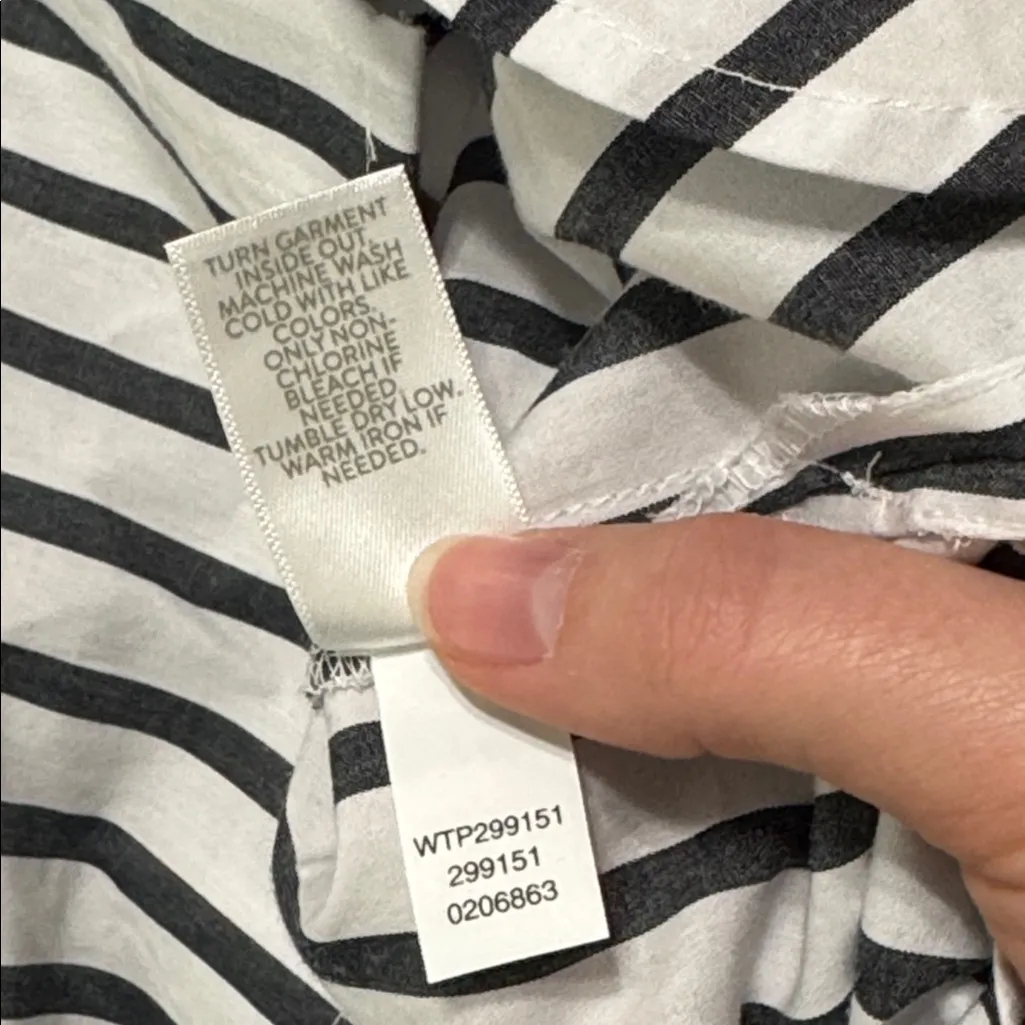 TURN GARMENT
INSIDE OUT.
MACHINE WASH
COLD WITH LIKE
COLORS.
ONLY NON-
CHLORINE
BLEACH IF
NEEDED.
TUMBLE DRY LOW.
WARM IRON IF
NEEDED.
WTP299151
299151
0206863